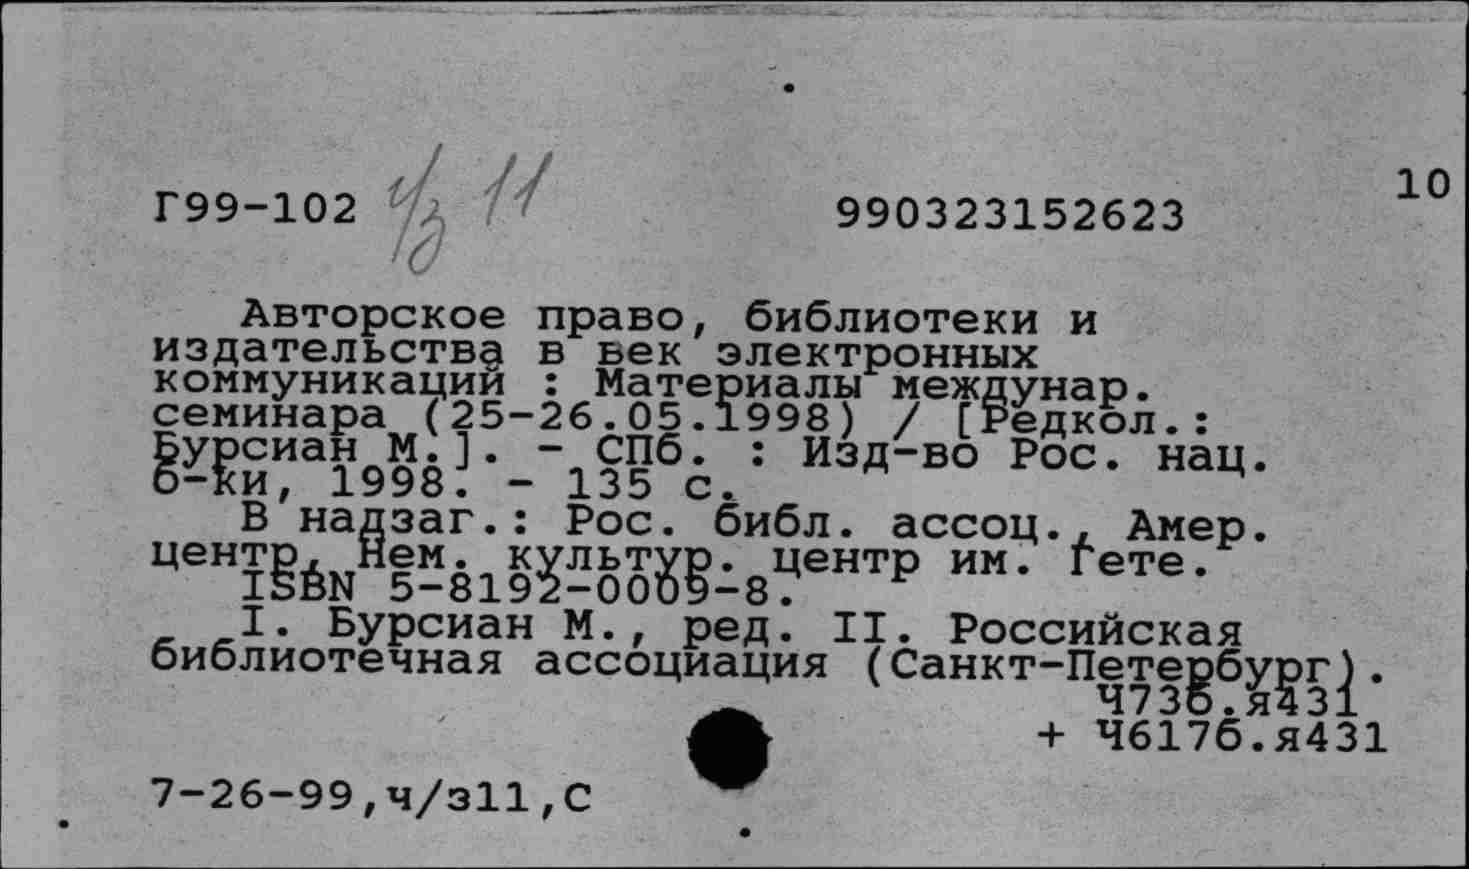 10
Г99-102 ч/з 11 990323152623
Авторское право, библиотеки и
издательства в век электронных
коммуникаций : Материалы междунар.
семинара (25-26.05.1998) / [Редкол.:
Бурсиан М.]. - СПб. : Изд-во Рос. нац.
б-ки, 1998. - 135 с.
В надзаг.: Рос. библ. ассоц., Амер.
центр, Нем. культур. центр им. Гете.
ISBN 5-8192-0009-8.
I. Бурсиан М., ред. II. Российская
библиотечная ассоциация (Санкт-Петербург).
Ч736.я431
+ Ч617б.я431
7-26-99,ч/з11,С